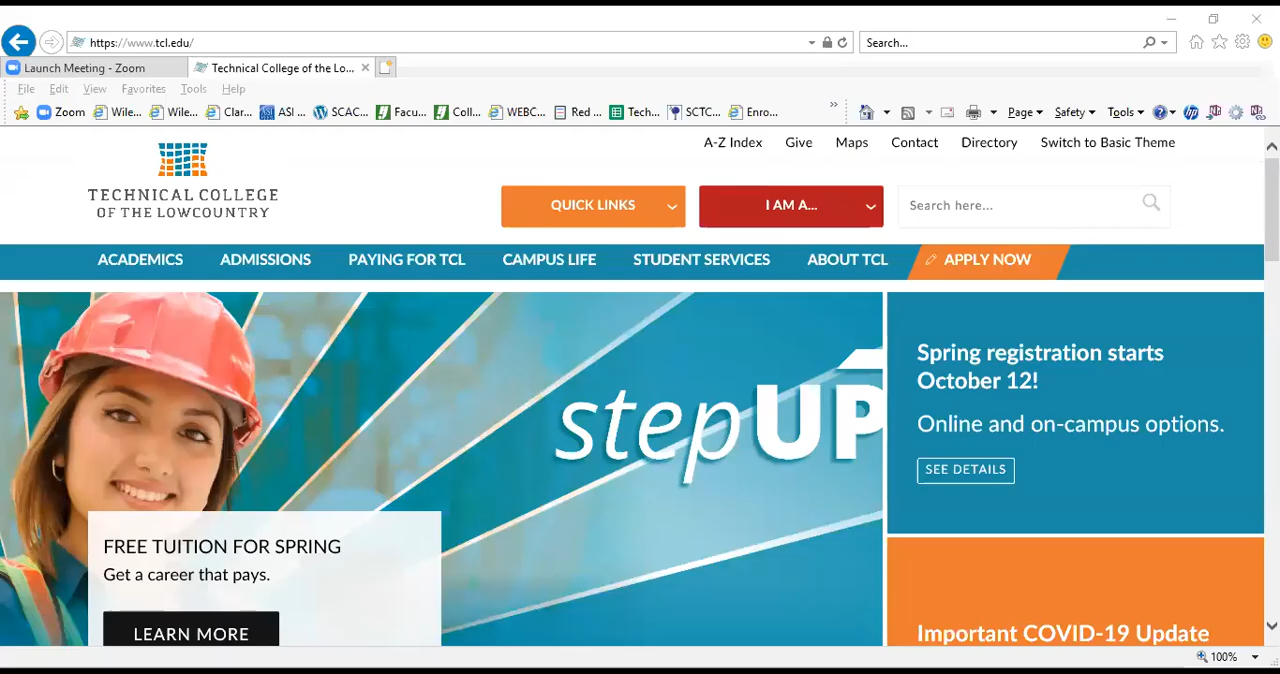 https://www.tcl.edu/
Search...
Launch Meeting - Zoom
Technical College of the Lo...
File Edit View Favorites Tools Help
Zoom Wile... Wile... Clar... ASI ... SCAC... Facu... Coll... WEBC... Red ... Tech... SCTC... Enro... Page Safety Tools
A-Z Index Give Maps Contact Directory Switch to Basic Theme
TECHNICAL COLLEGE
OF THE LOWCOUNTRY
QUICK LINKS
I AM A...
Search here...
ACADEMICS ADMISSIONS PAYING FOR TCL CAMPUS LIFE STUDENT SERVICES ABOUT TCL APPLY NOW
stepUP
Spring registration starts
October 12!
Online and on-campus options.
SEE DETAILS
FREE TUITION FOR SPRING
Get a career that pays.
LEARN MORE
Important COVID-19 Update
100%